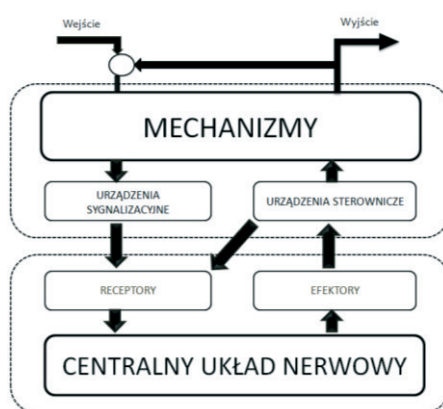 Wejście
Wyjście
MECHANIZMY
URZĄDZENIA
SYGNALIZACYJNE
URZĄDZENIA STEROWNICZE
RECEPTORY
EFEKTORY
CENTRALNY UKŁAD NERWOWY